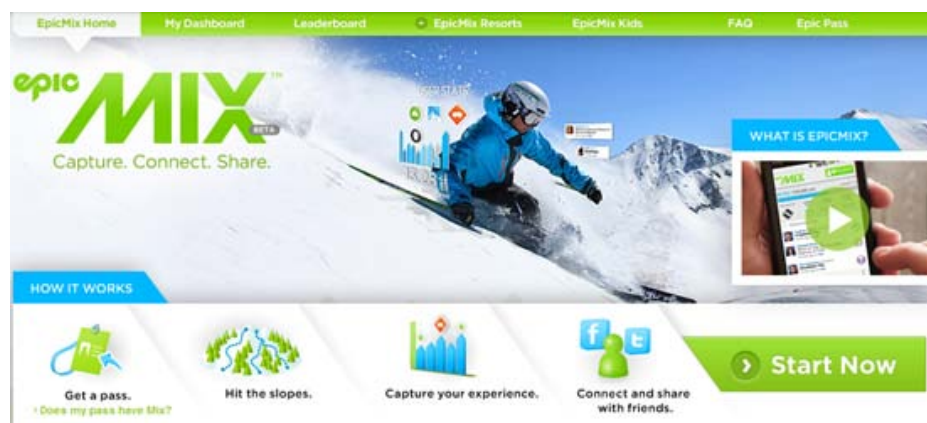 EpicMix Home
My Dashboard
Leaderboard
EpicMix Resorts
EpicMix Kids
FAQ
Epic Pass
epic MIX™
BETA
Capture. Connect. Share.
WHAT IS EPICMIX?
MIX
HOW IT WORKS
Get a pass.
› Does my pass have Mix?
Hit the slopes.
Capture your experience.
f
t
Connect and share
with friends.
Start Now